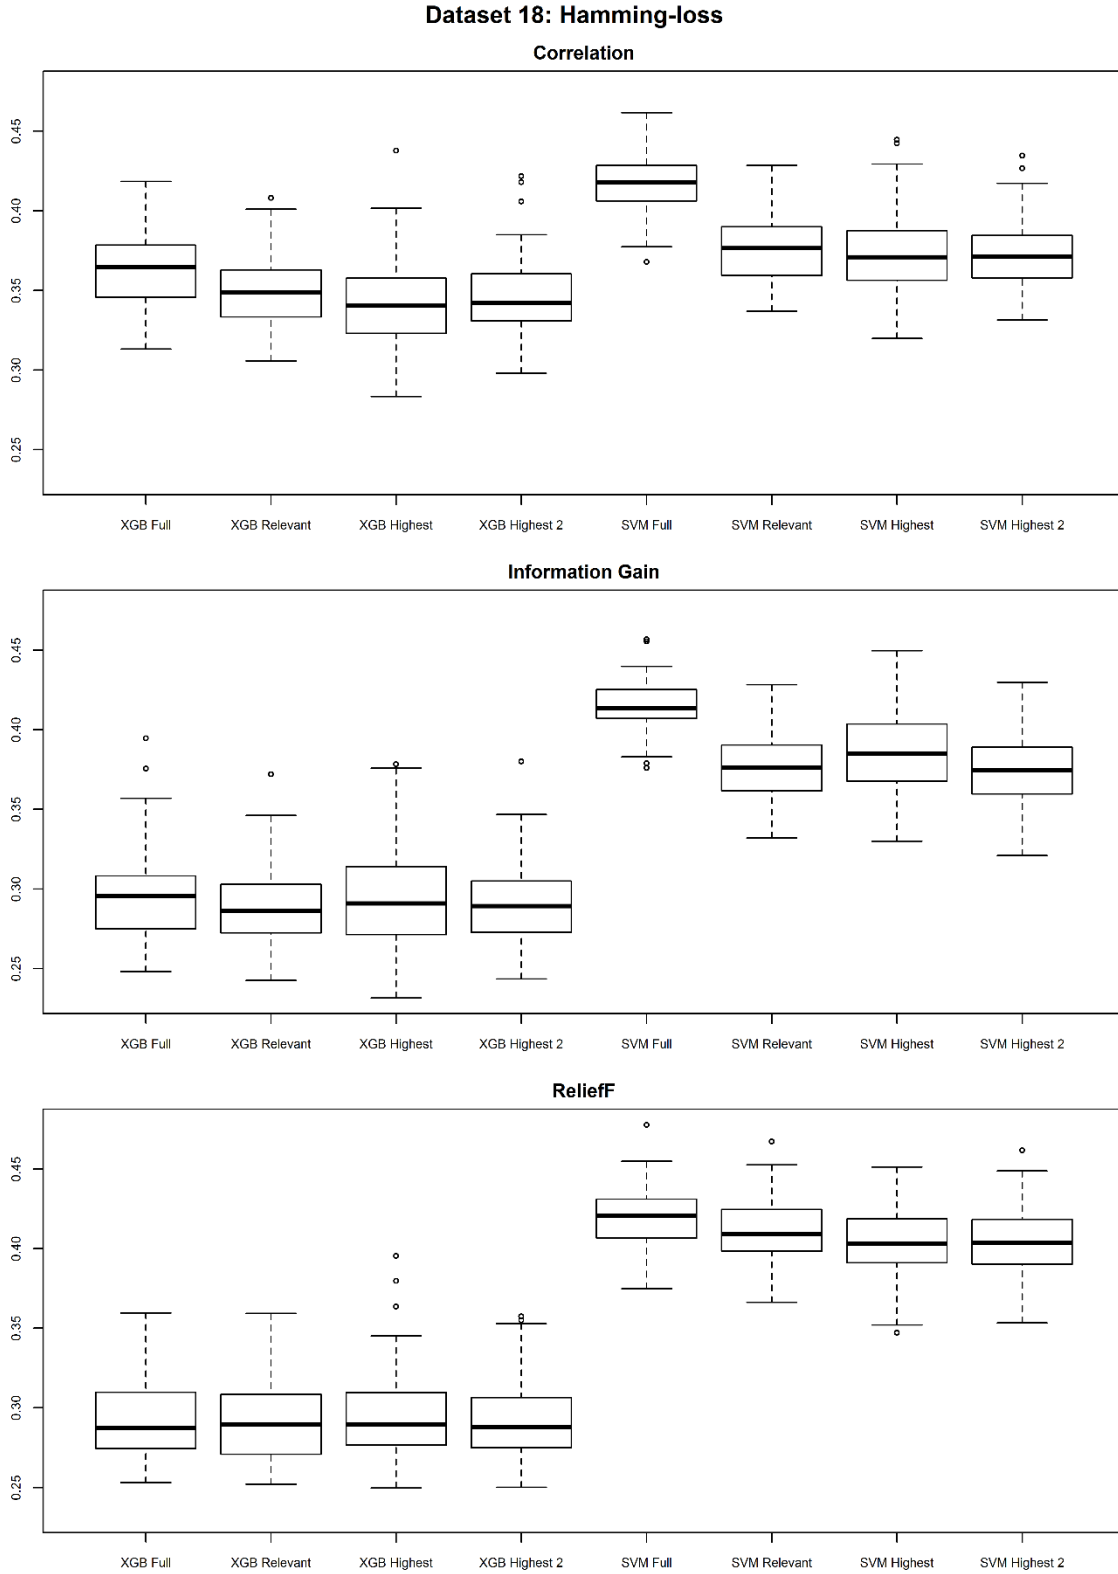 Dataset 18: Hamming-loss
Correlation
0.45
0.40
0.35
0.30
0.25
XGB Full XGB Relevant XGB Highest XGB Highest 2 SVM Full SVM Relevant SVM Highest SVM Highest 2
Information Gain
0.45
0.40
0.35
0.30
0.25
XGB Full XGB Relevant XGB Highest XGB Highest 2 SVM Full SVM Relevant SVM Highest SVM Highest 2
ReliefF
0.45
0.40
0.35
0.30
0.25
XGB Full XGB Relevant XGB Highest XGB Highest 2 SVM Full SVM Relevant SVM Highest SVM Highest 2